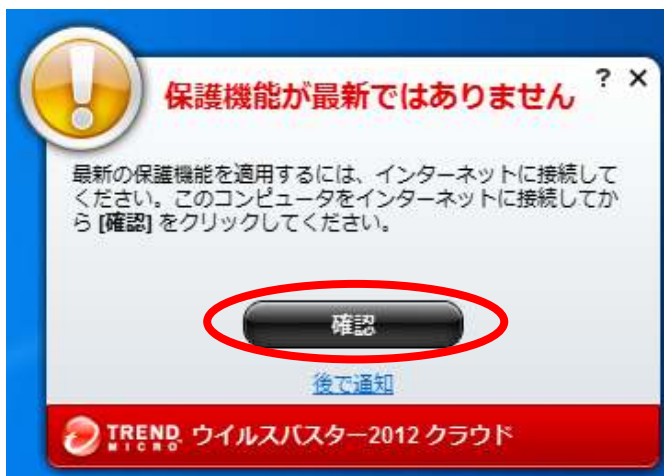 保護機能が最新ではありません
? ×
最新の保護機能を適用するには、インターネットに接続して
ください。このコンピュータをインターネットに接続してか
ら [確認] をクリックしてください。
確認
後で通知
TREND MICRO ウイルスバスター2012 クラウド